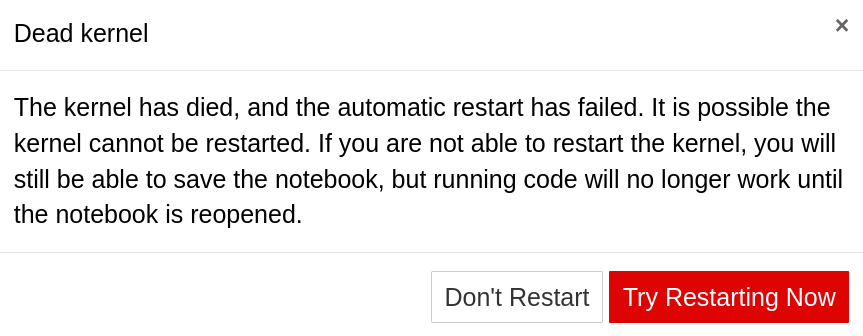 Dead kernel
×
The kernel has died, and the automatic restart has failed. It is possible the
kernel cannot be restarted. If you are not able to restart the kernel, you will
still be able to save the notebook, but running code will no longer work until
the notebook is reopened.
Don't Restart
Try Restarting Now